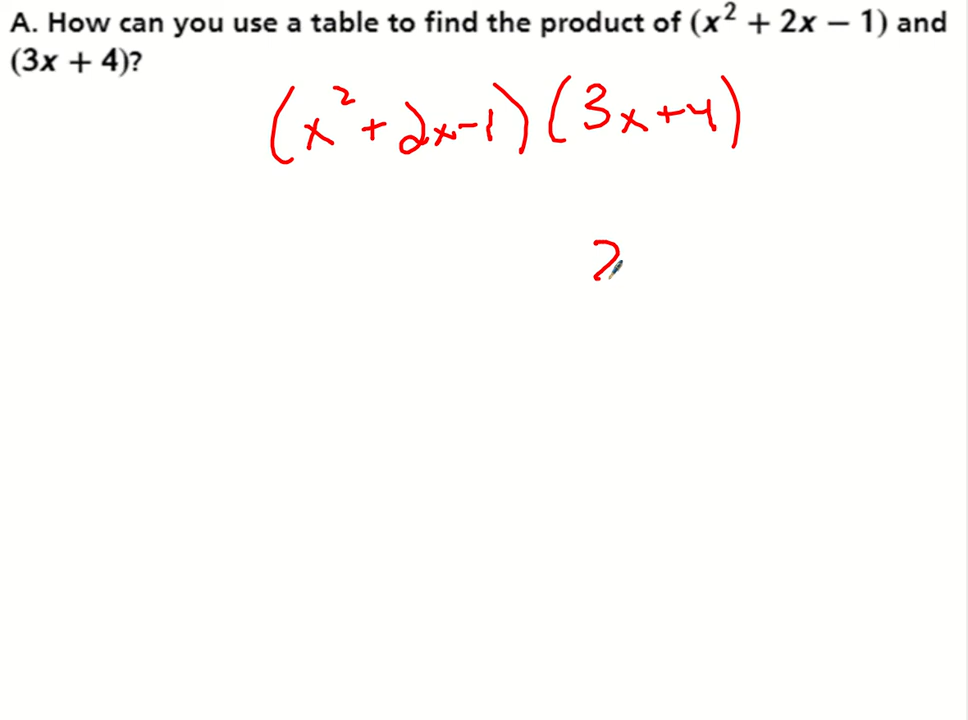 A. How can you use a table to find the product of (x² + 2x − 1) and
(3x + 4)?
(x² + 2x - 1) (3x + 4)